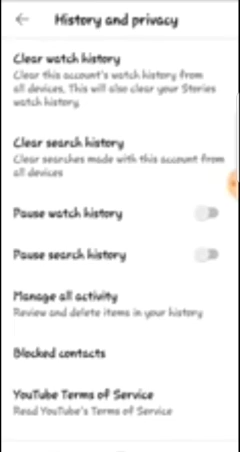 History and privacy
Clear watch history
Clear this account's watch history from
all devices. This will also clear your Stories
watch history.
Clear search history
Clear searches made with this account from
all devices
Pause watch history
Pause search history
Manage all activity
Review and delete items in your history
Blocked contacts
YouTube Terms of Service
Read YouTube's Terms of Service